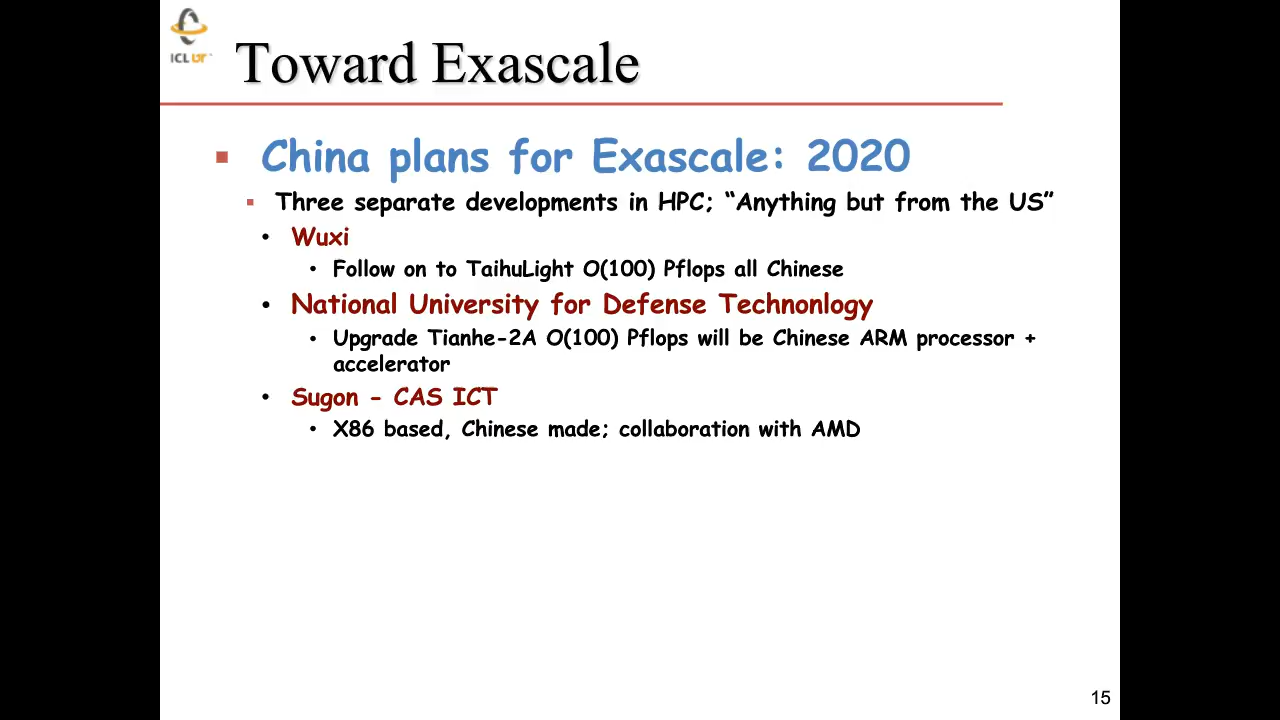 ICL UT
Toward Exascale
▪ China plans for Exascale: 2020
▪ Three separate developments in HPC; “Anything but from the US”
• Wuxi
• Follow on to TaihuLight O(100) Pflops all Chinese
• National University for Defense Technonlogy
• Upgrade Tianhe-2A O(100) Pflops will be Chinese ARM processor +
accelerator
• Sugon - CAS ICT
• X86 based, Chinese made; collaboration with AMD
15